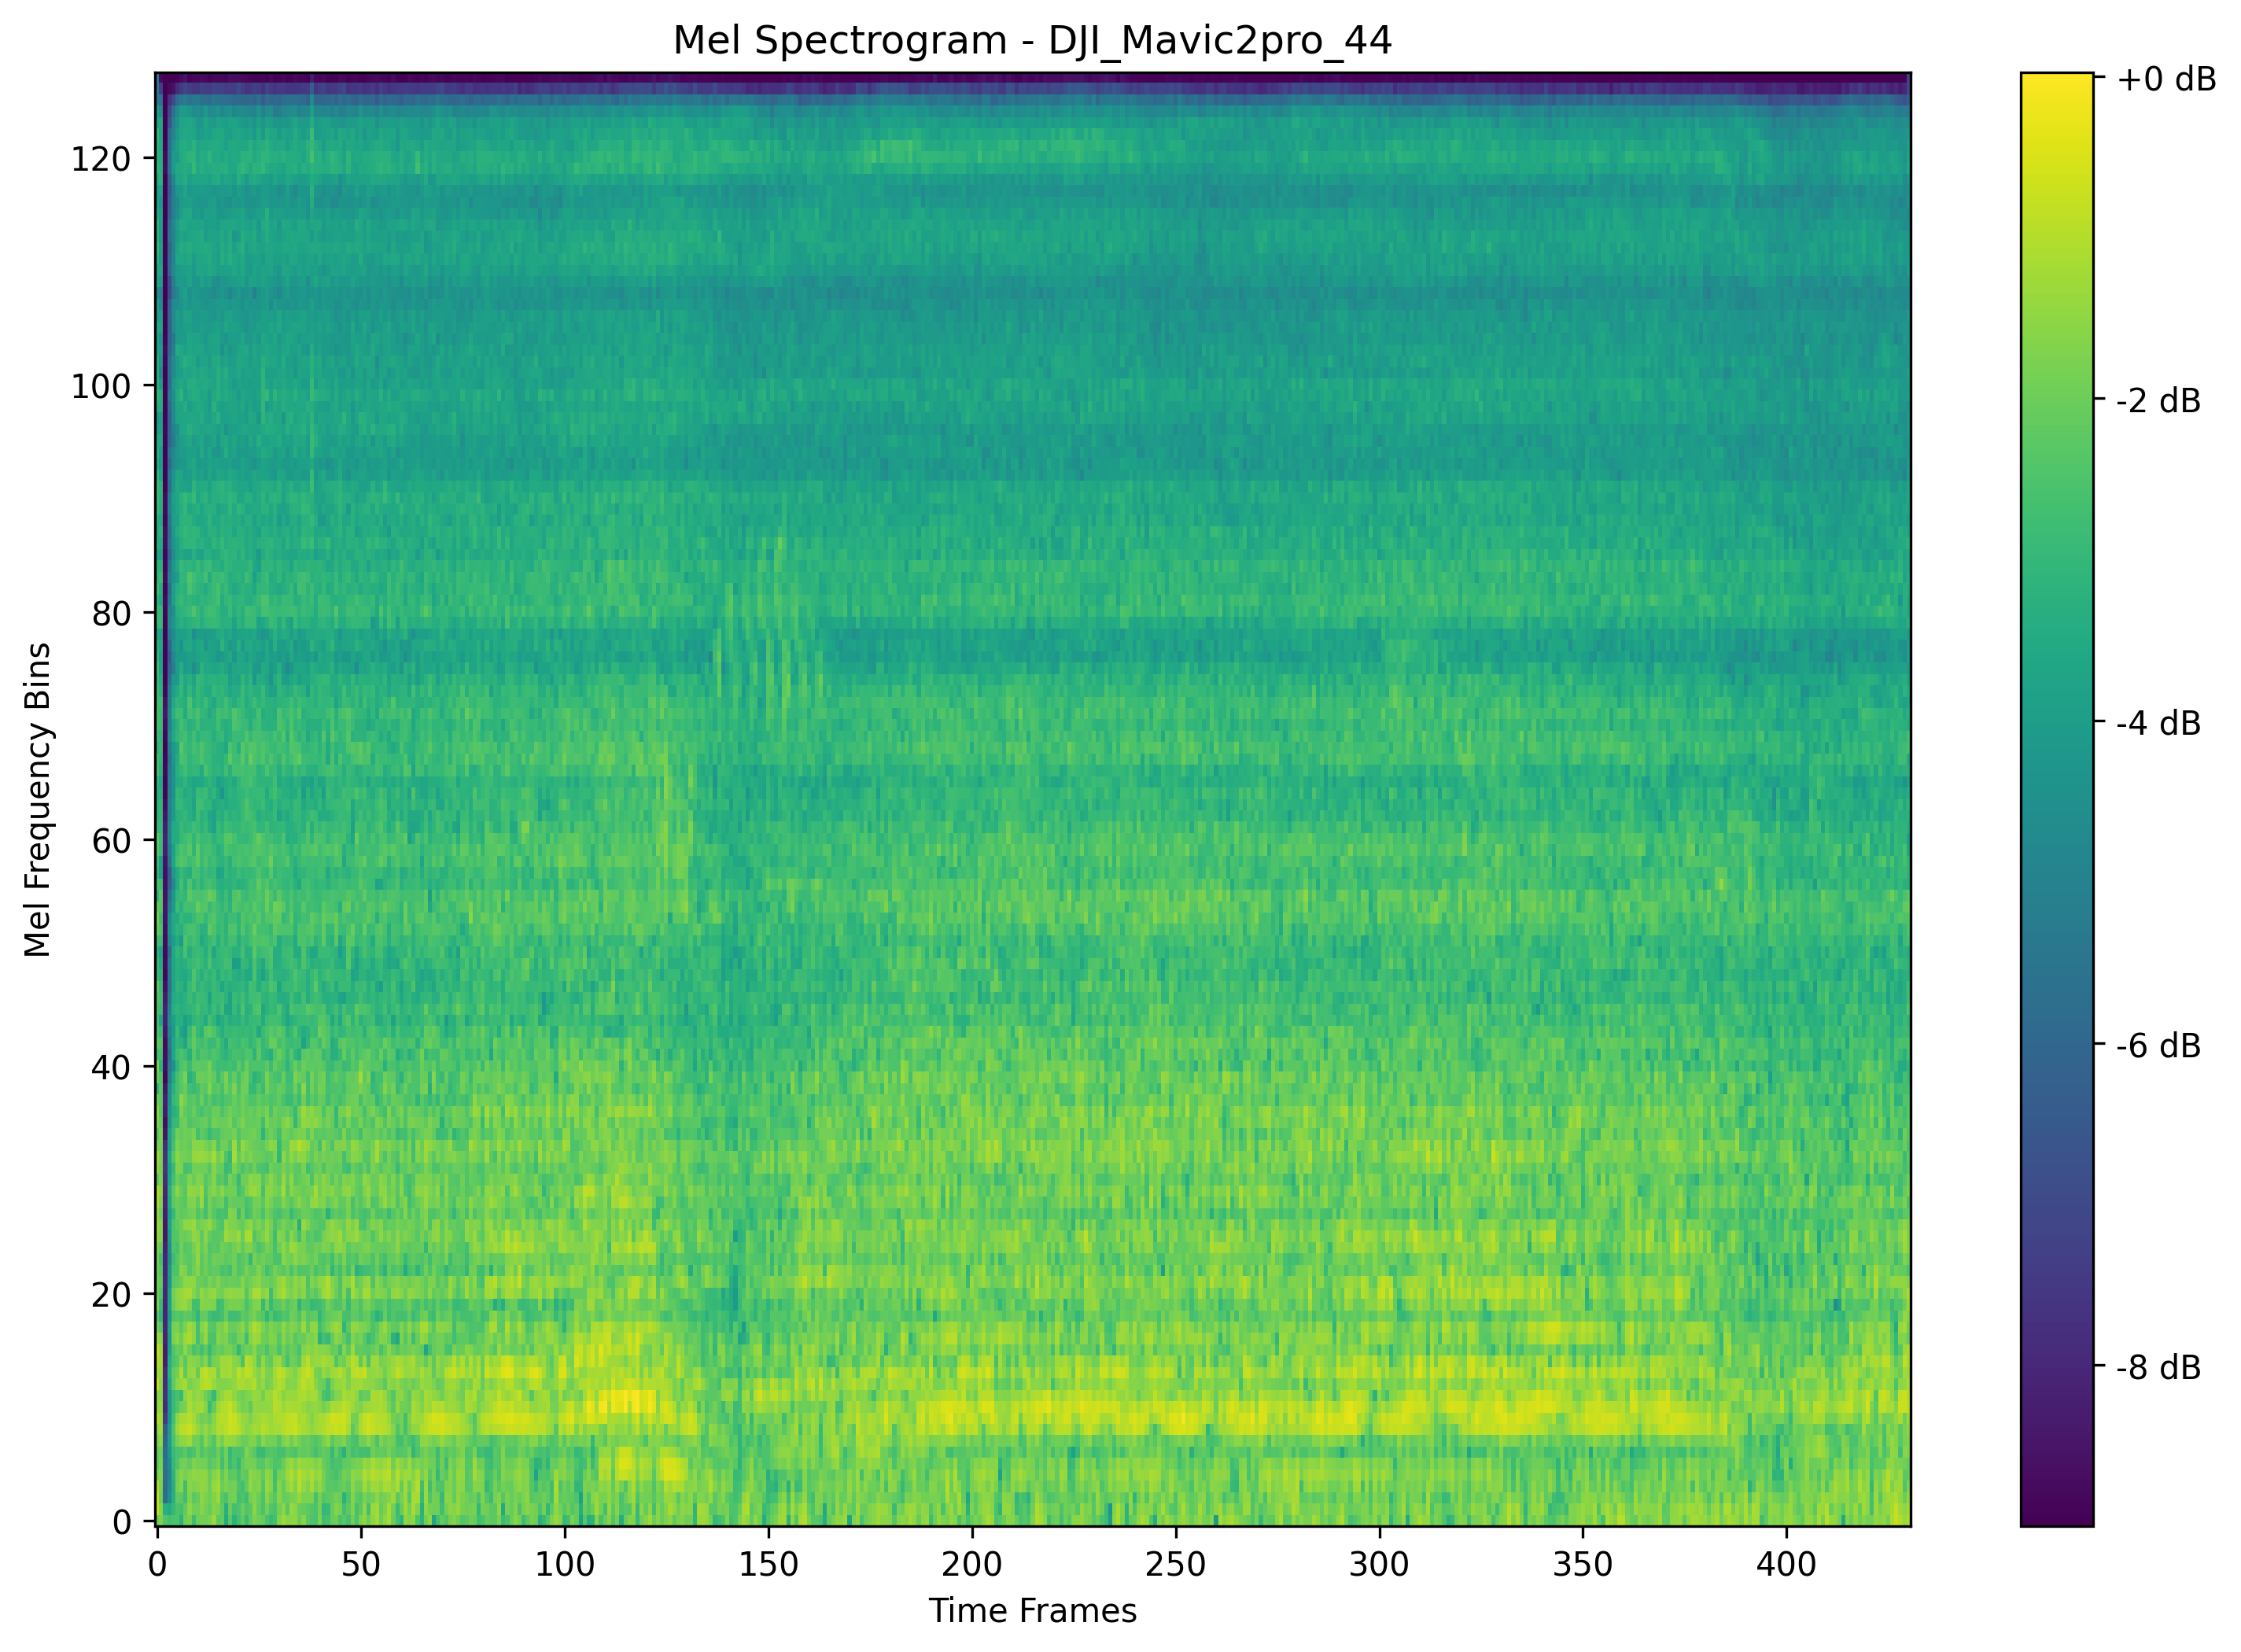 Mel Spectrogram - DJI_Mavic2pro_44
Mel Frequency Bins
120
100
80
60
40
20
0
0 50 100 150 200 250 300 350 400
Time Frames
+0 dB
-2 dB
-4 dB
-6 dB
-8 dB